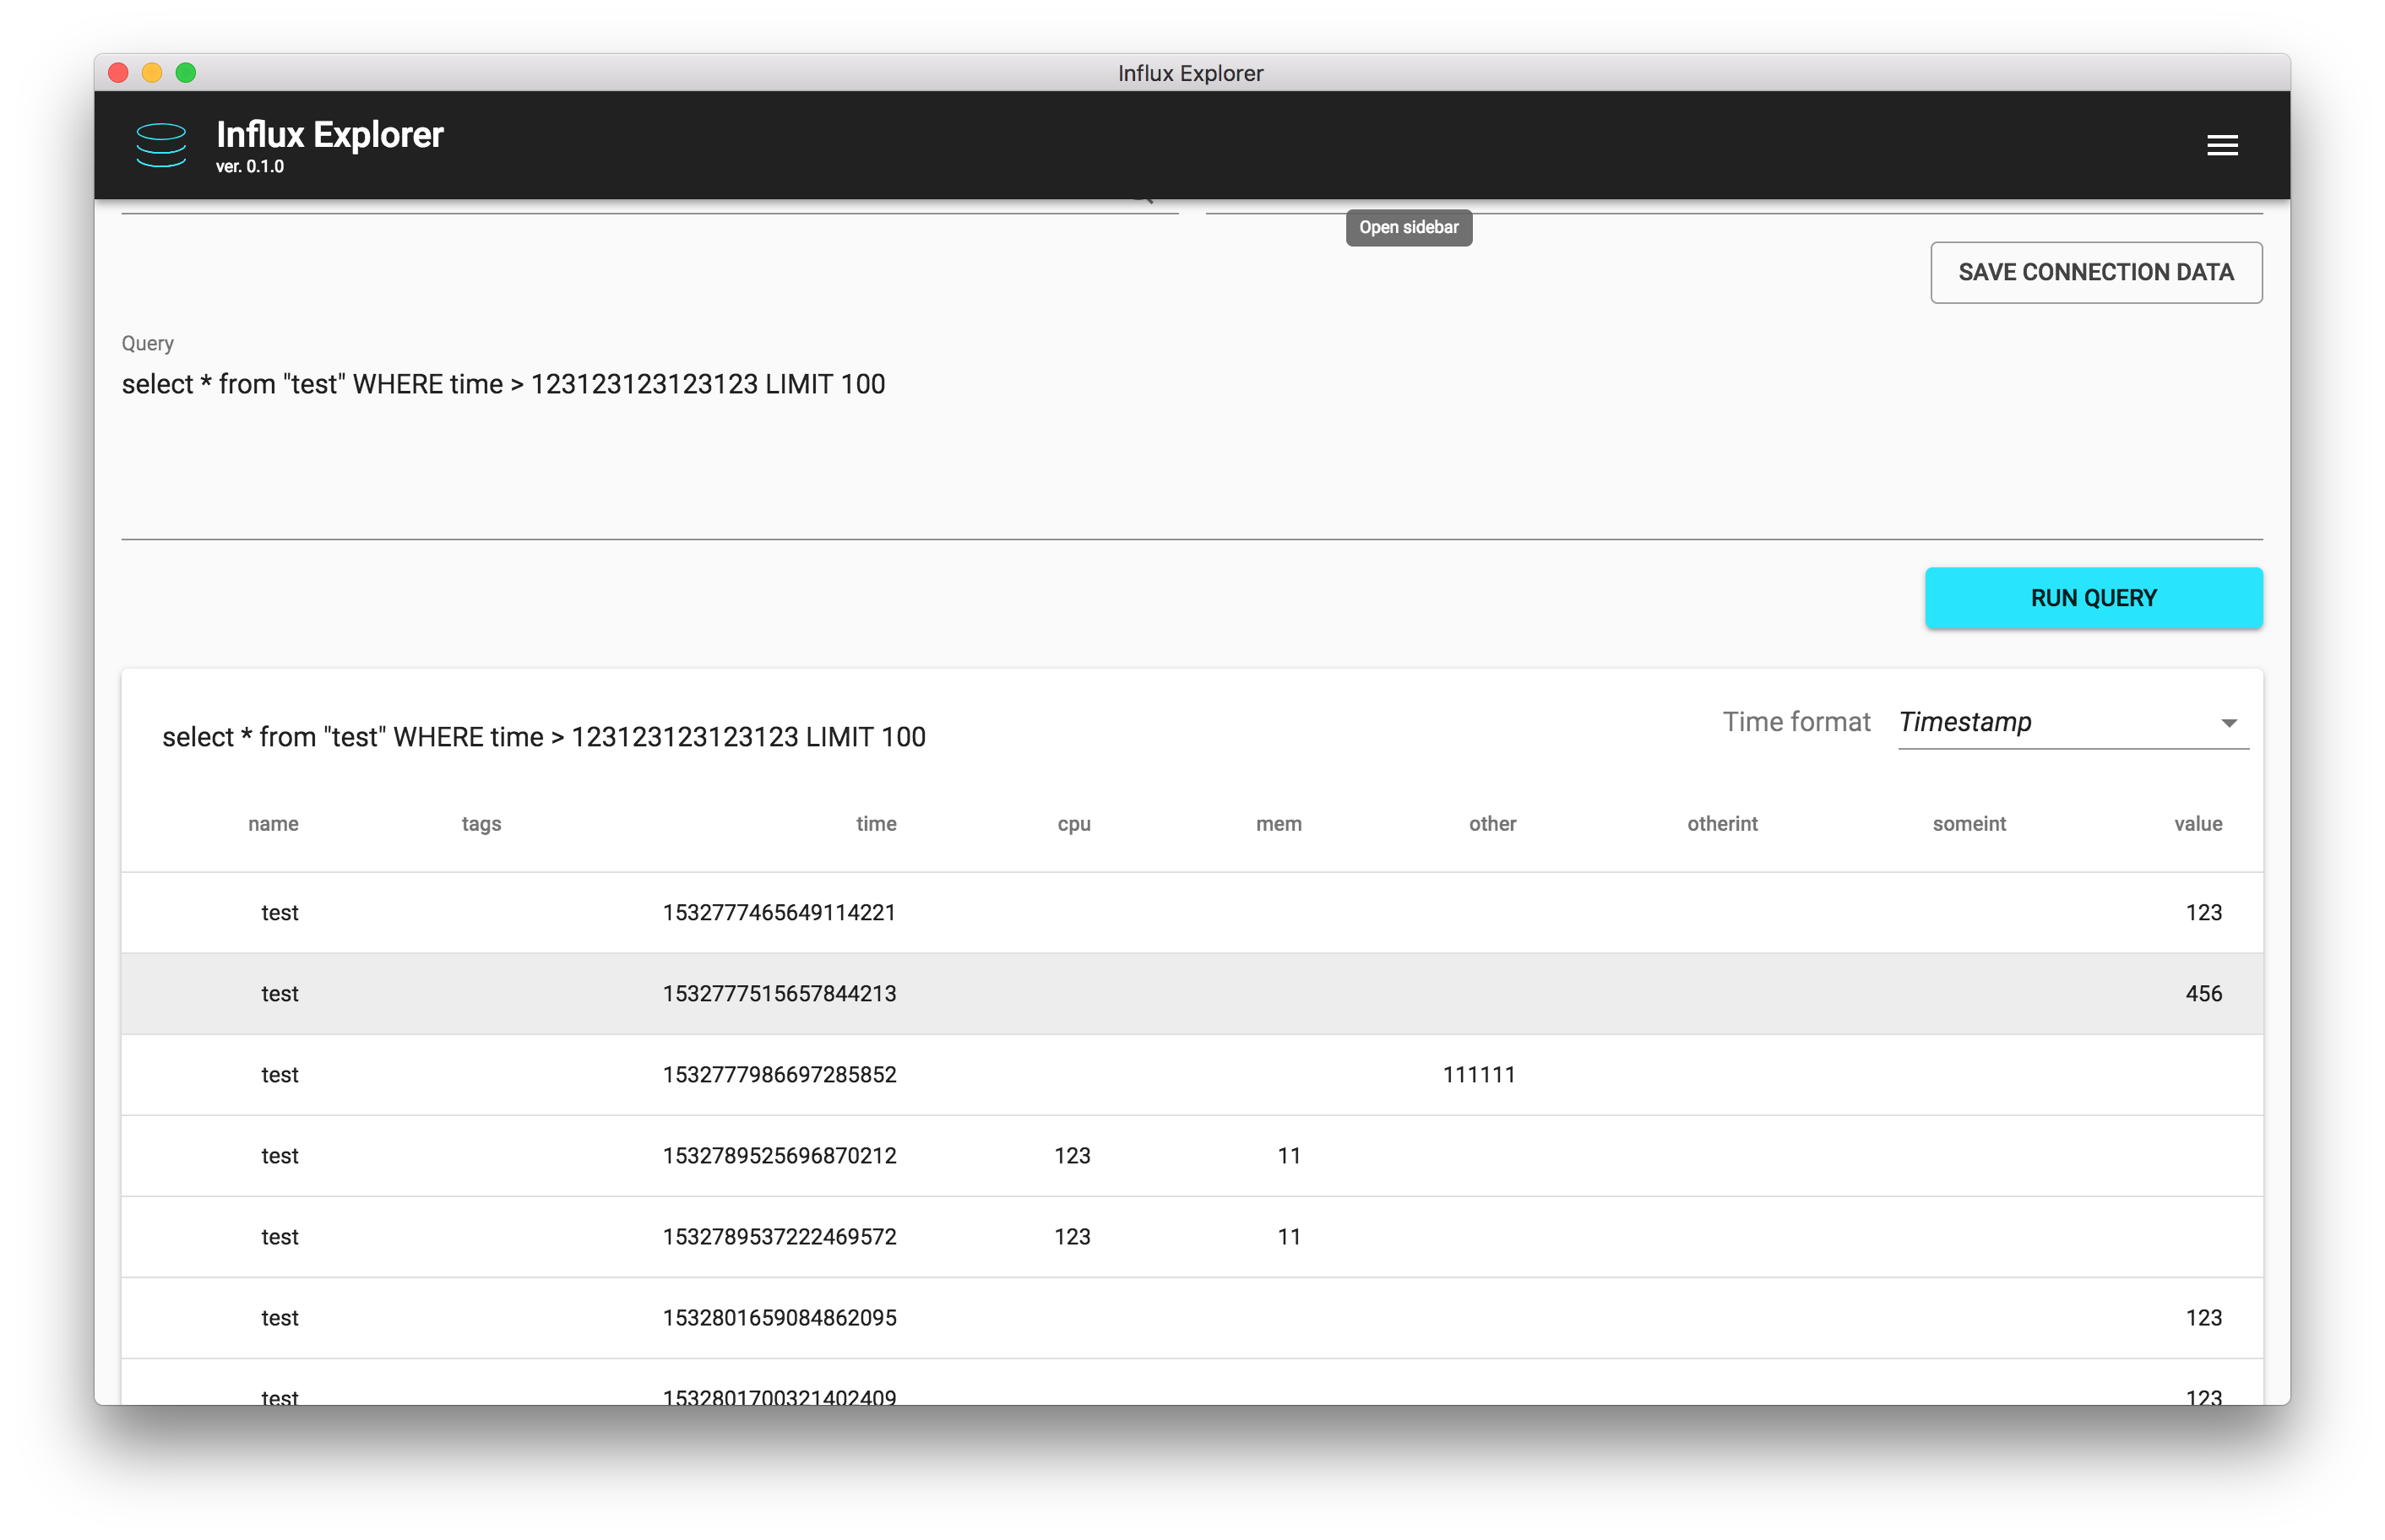 Influx Explorer
Influx Explorer
ver. 0.1.0
Open sidebar
SAVE CONNECTION DATA
Query
select * from "test" WHERE time > 123123123123123 LIMIT 100
RUN QUERY
select * from "test" WHERE time > 123123123123123 LIMIT 100
Time format Timestamp
name tags time cpu mem other otherint someint value
test 1532777465649114221 123
test 1532777515657844213 456
test 1532777986697285852 111111
test 1532789525696870212 123 11
test 1532789537222469572 123 11
test 1532801659084862095 123
test 1532801700321402409 123